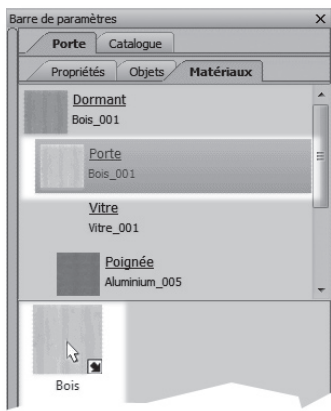 Barre de paramètres X
Porte Catalogue
Propriétés Objets Matériaux
Dormant
Bois_001
Porte
Bois_001
Vitre
Vitre_001
Poignée
Aluminium_005
Bois